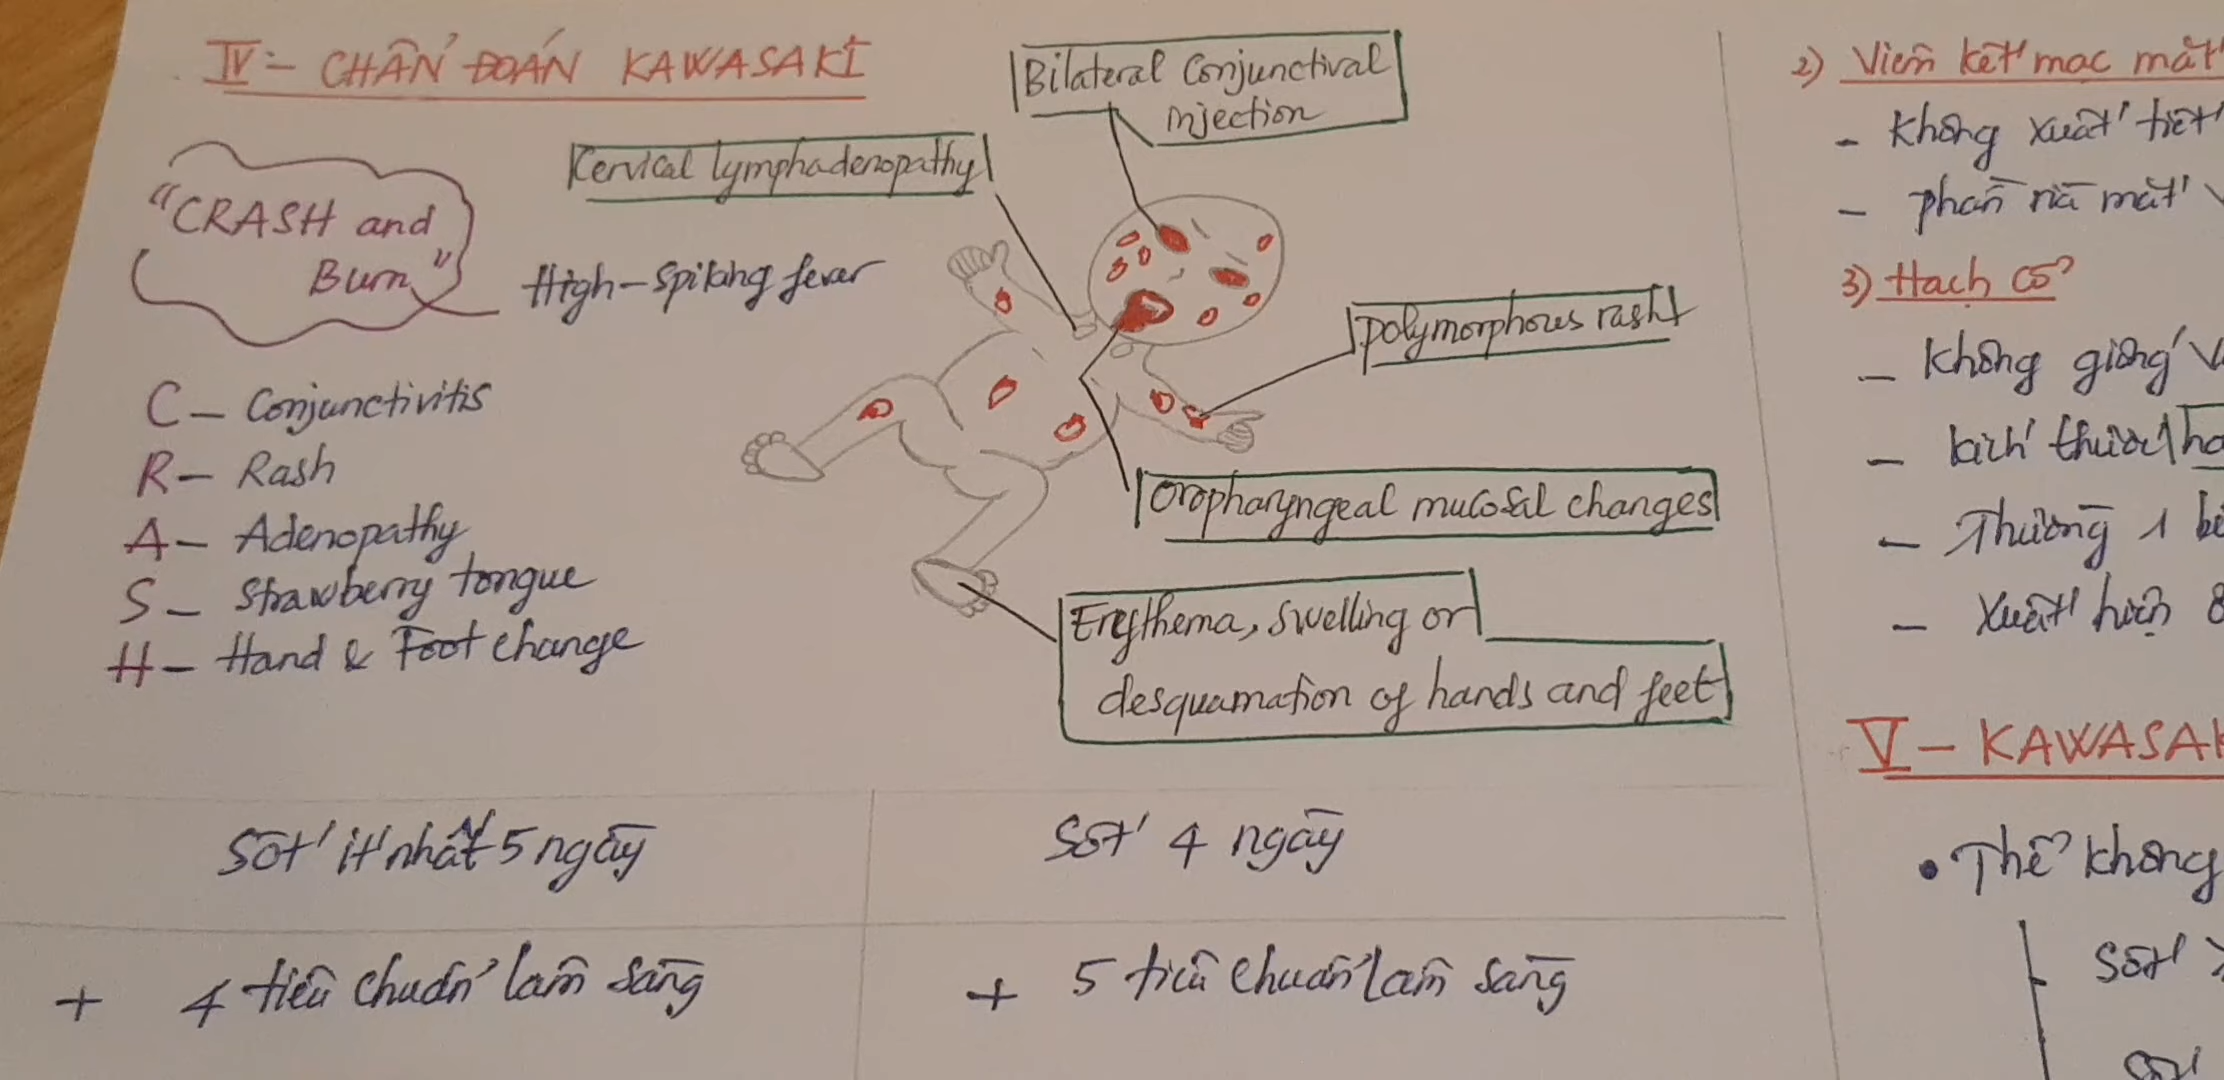 IV - CHẨN ĐOÁN KAWASAKI
"CRASH and
Burn"
High-spiking fever
C - Conjunctivitis
R - Rash
A - Adenopathy
S - Strawberry tongue
H - Hand & Foot change
Bilateral Conjunctival
injection
Cervical lymphadenopathy
polymorphous rash
Oropharyngeal mucosal changes
Erythema, swelling or
desquamation of hands and feet
Sốt ít nhất 5 ngày
Sốt 4 ngày
+ 4 tiêu chuẩn lâm sàng
+ 5 tiêu chuẩn lâm sàng
2) Viêm kết mạc mắt
- Không xuất tiết
- phàn nà mắt
3) Hạch cổ
- Không giống
- kích thước
- Thường 1
- Xuất hiện
V - KAWASAK
• Thể không
Sốt